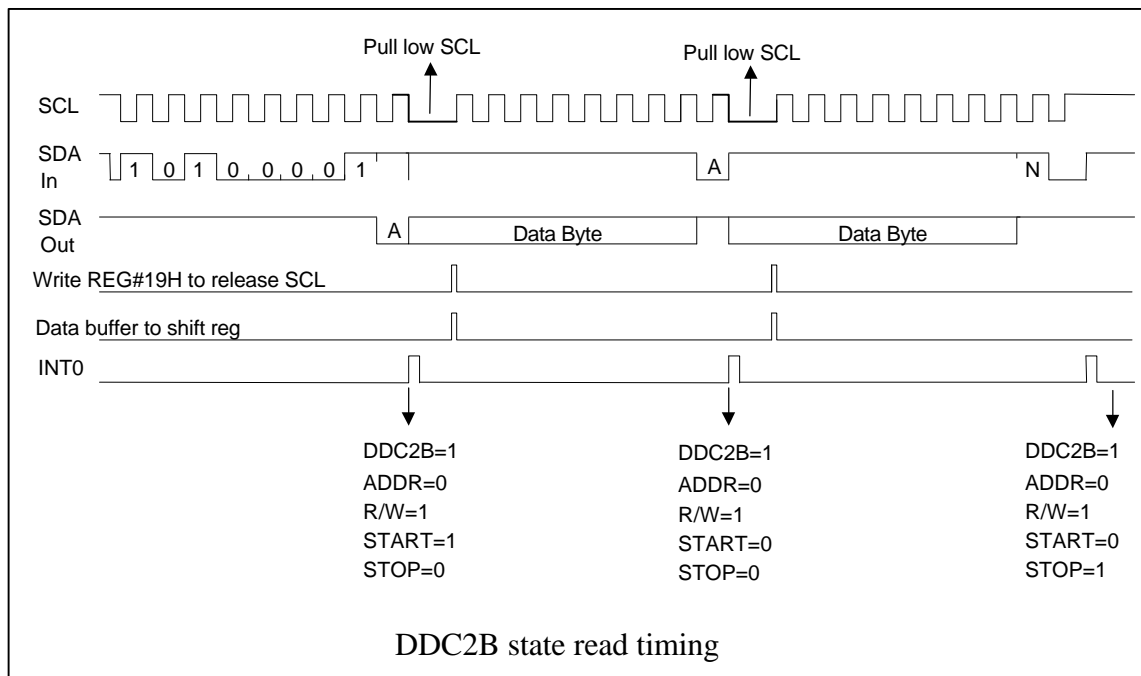 Pull low SCL
Pull low SCL
SCL
SDA
In
1 0 1 0 0 0 0 1
A
N
SDA
Out
A
Data Byte
Data Byte
Write REG#19H to release SCL
Data buffer to shift reg
INT0
DDC2B=1
ADDR=0
R/W=1
START=1
STOP=0
DDC2B=1
ADDR=0
R/W=1
START=0
STOP=0
DDC2B=1
ADDR=0
R/W=1
START=0
STOP=1
DDC2B state read timing